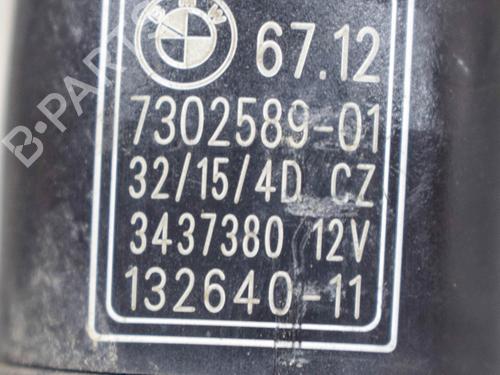 BMW 67.12
7302589-01
32/15/4D CZ
3437380 12V
132640-11
B-PARTS